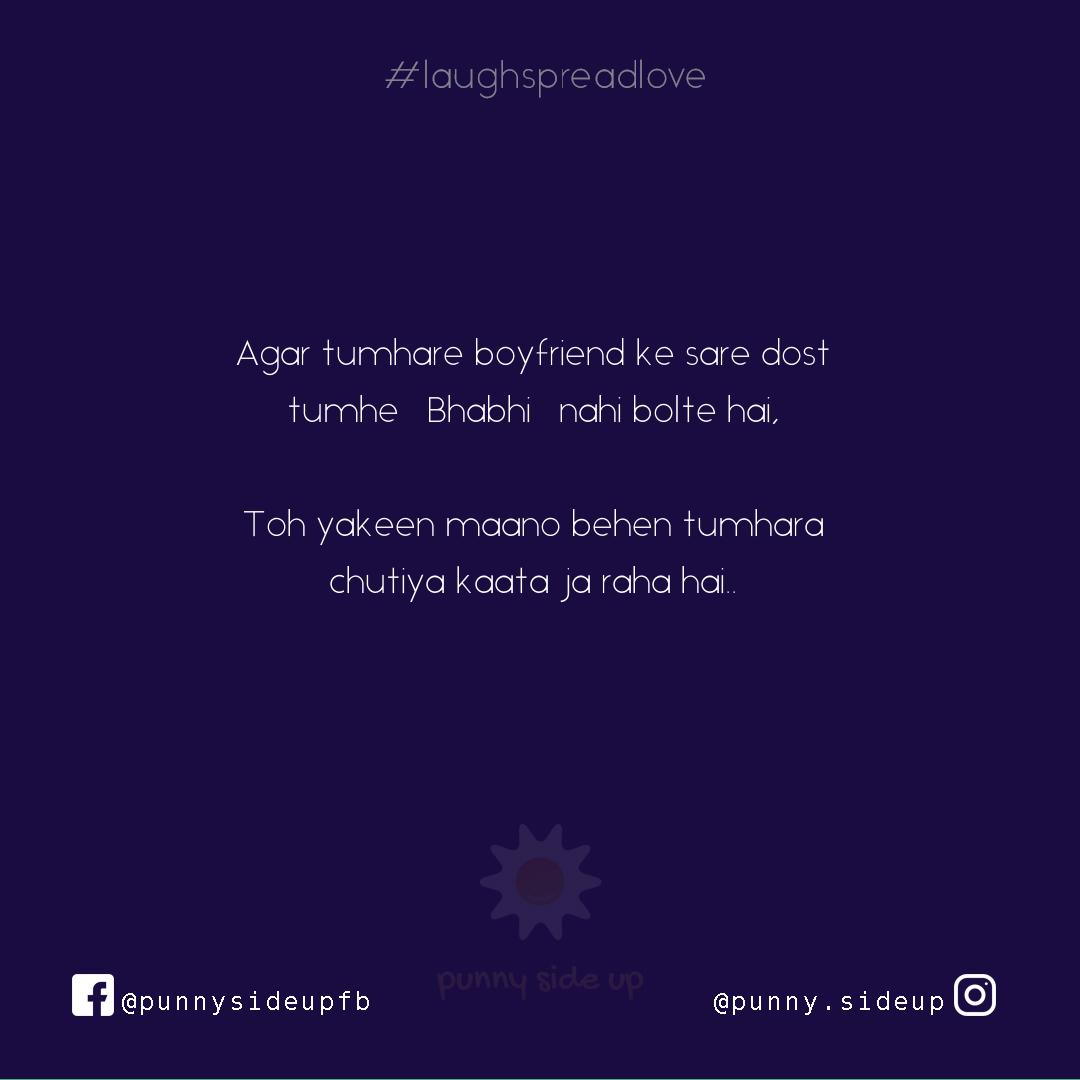 #laughspreadlove
Agar tumhare boyfriend ke sare dost
tumhe Bhabhi nahi bolte hai,
Toh yakeen maano behen tumhara
chutiya kaata ja raha hai..
punny side up
@punnysideupfb
@punny.sideup